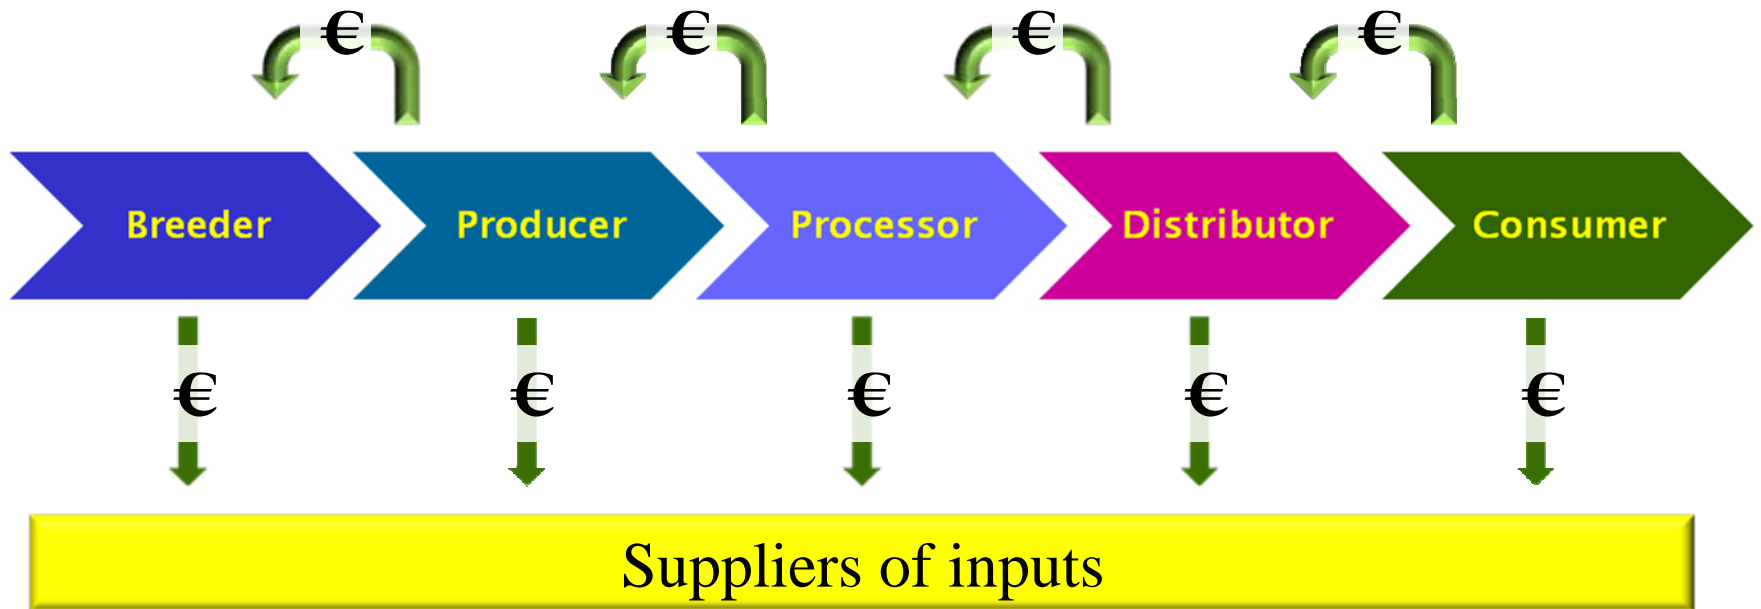 € € € €
Breeder Producer Processor Distributor Consumer
€ € € € €
Suppliers of inputs